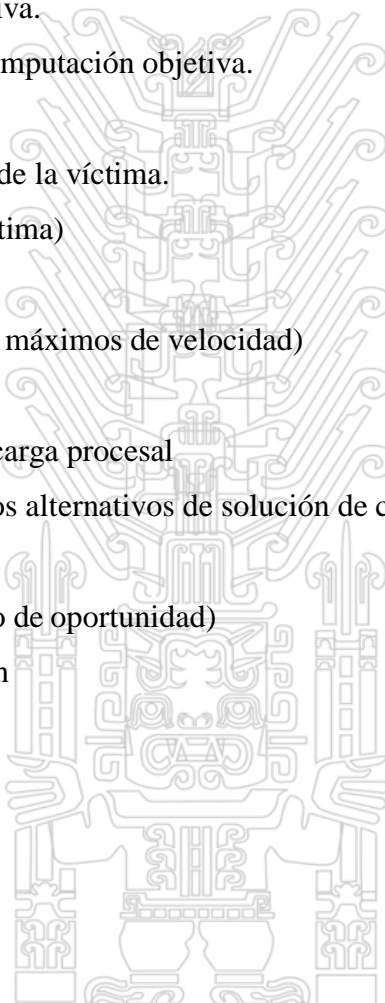 iva.
mputación objetiva.
de la víctima.
tima)
máximos de velocidad)
carga procesal
os alternativos de solución de c
o de oportunidad)
n